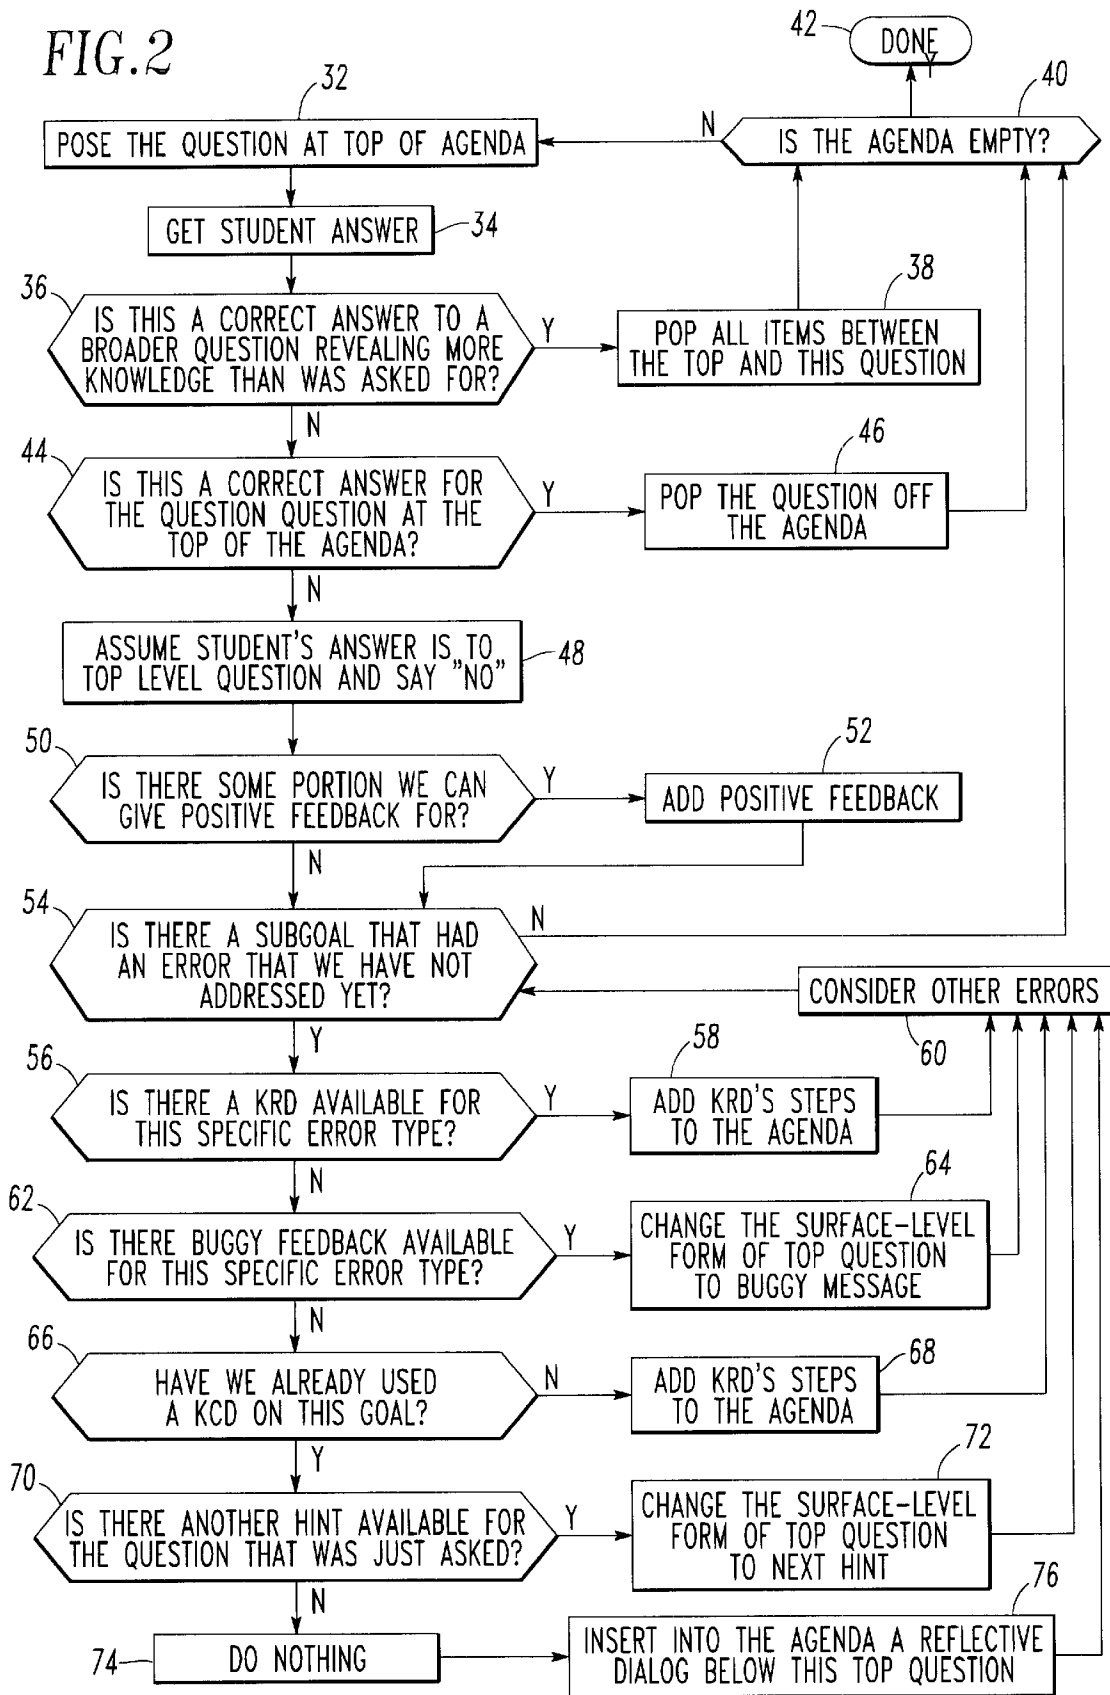 FIG.2
42
DONE
Y
32
40
POSE THE QUESTION AT TOP OF AGENDA
N
IS THE AGENDA EMPTY?
GET STUDENT ANSWER
34
36
IS THIS A CORRECT ANSWER TO A
BROADER QUESTION REVEALING MORE
KNOWLEDGE THAN WAS ASKED FOR?
Y
38
POP ALL ITEMS BETWEEN
THE TOP AND THIS QUESTION
N
44
IS THIS A CORRECT ANSWER FOR
THE QUESTION QUESTION AT THE
TOP OF THE AGENDA?
Y
46
POP THE QUESTION OFF
THE AGENDA
N
ASSUME STUDENT'S ANSWER IS TO
TOP LEVEL QUESTION AND SAY "NO"
48
50
IS THERE SOME PORTION WE CAN
GIVE POSITIVE FEEDBACK FOR?
Y
52
ADD POSITIVE FEEDBACK
N
54
IS THERE A SUBGOAL THAT HAD
AN ERROR THAT WE HAVE NOT
ADDRESSED YET?
N
CONSIDER OTHER ERRORS
60
Y
56
IS THERE A KRD AVAILABLE FOR
THIS SPECIFIC ERROR TYPE?
Y
58
ADD KRD'S STEPS
TO THE AGENDA
N
62
IS THERE BUGGY FEEDBACK AVAILABLE
FOR THIS SPECIFIC ERROR TYPE?
Y
64
CHANGE THE SURFACE-LEVEL
FORM OF TOP QUESTION
TO BUGGY MESSAGE
N
66
HAVE WE ALREADY USED
A KCD ON THIS GOAL?
N
68
ADD KRD'S STEPS
TO THE AGENDA
Y
70
IS THERE ANOTHER HINT AVAILABLE FOR
THE QUESTION THAT WAS JUST ASKED?
Y
72
CHANGE THE SURFACE-LEVEL
FORM OF TOP QUESTION
TO NEXT HINT
N
74
DO NOTHING
76
INSERT INTO THE AGENDA A REFLECTIVE
DIALOG BELOW THIS TOP QUESTION